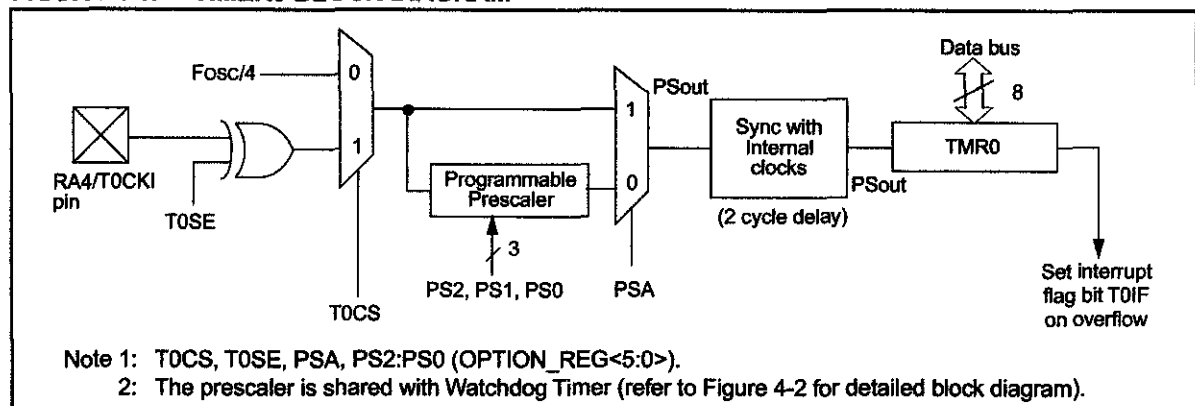 Data bus
8
Fosc/4
0
1
RA4/T0CKI
pin
T0SE
T0CS
Programmable
Prescaler
3
PS2, PS1, PS0
1
0
PSA
PSout
Sync with
Internal
clocks
(2 cycle delay)
PSout
TMR0
Set interrupt
flag bit T0IF
on overflow
Note 1: T0CS, T0SE, PSA, PS2:PS0 (OPTION_REG<5:0>).
2: The prescaler is shared with Watchdog Timer (refer to Figure 4-2 for detailed block diagram).